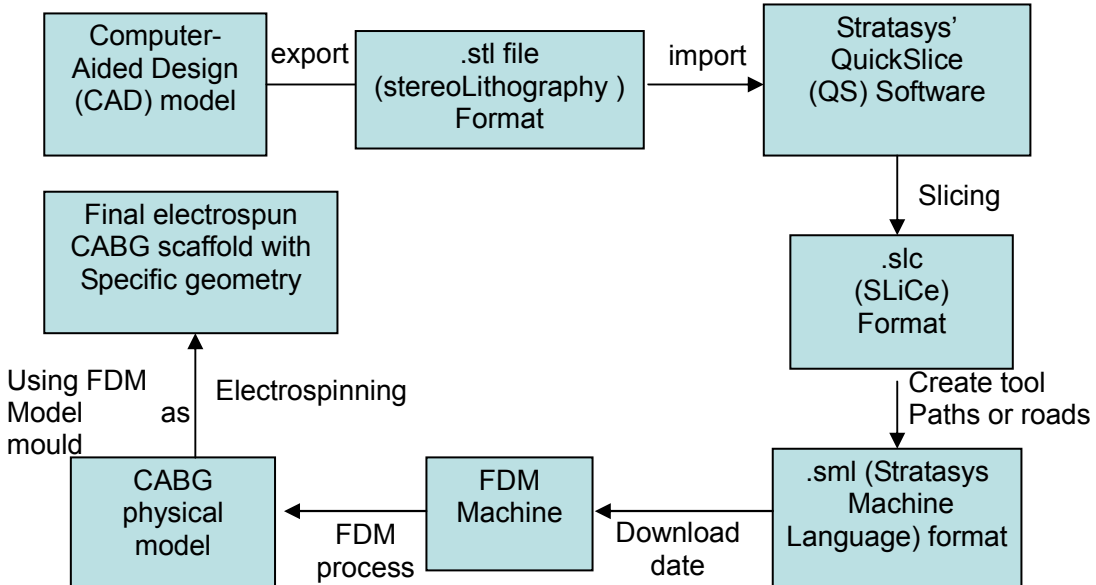 Computer-
Aided Design
(CAD) model
export
.stl file
(stereoLithography )
Format
import
Stratasys’
QuickSlice
(QS) Software
Slicing
.slc
(SLiCe)
Format
Create tool
Paths or roads
.sml (Stratasys
Machine
Language) format
Download
date
FDM
Machine
FDM
process
CABG
physical
model
Using FDM
Model as
mould
Electrospinning
Final electrospun
CABG scaffold with
Specific geometry